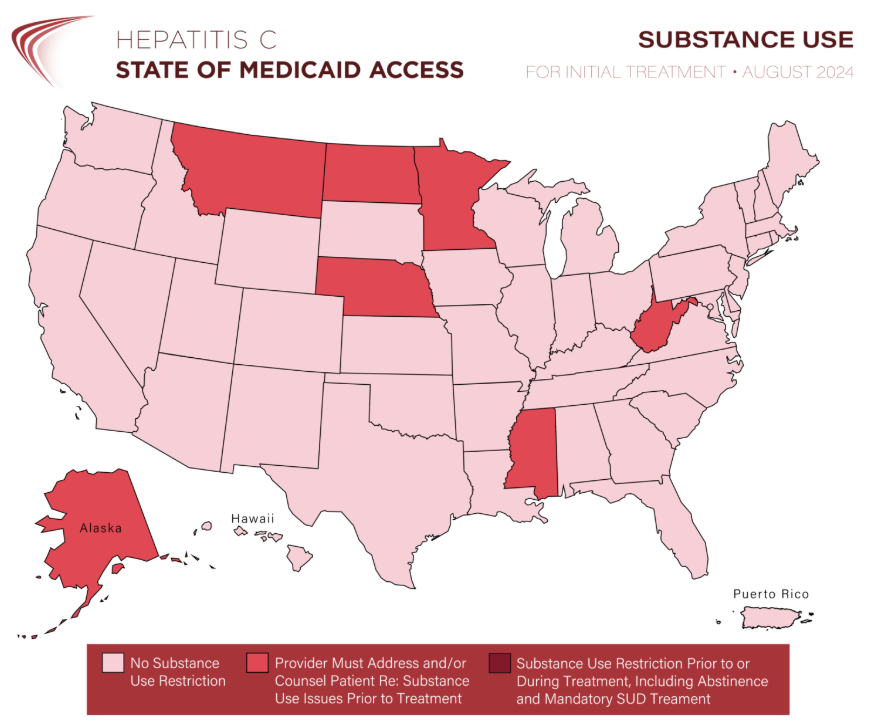 HEPATITIS C
STATE OF MEDICAID ACCESS
SUBSTANCE USE
FOR INITIAL TREATMENT • AUGUST 2024
Alaska
Hawaii
Puerto Rico
No Substance
Use Restriction
Provider Must Address and/or
Counsel Patient Re: Substance
Use Issues Prior to Treatment
Substance Use Restriction Prior to or
During Treatment, Including Abstinence
and Mandatory SUD Treament